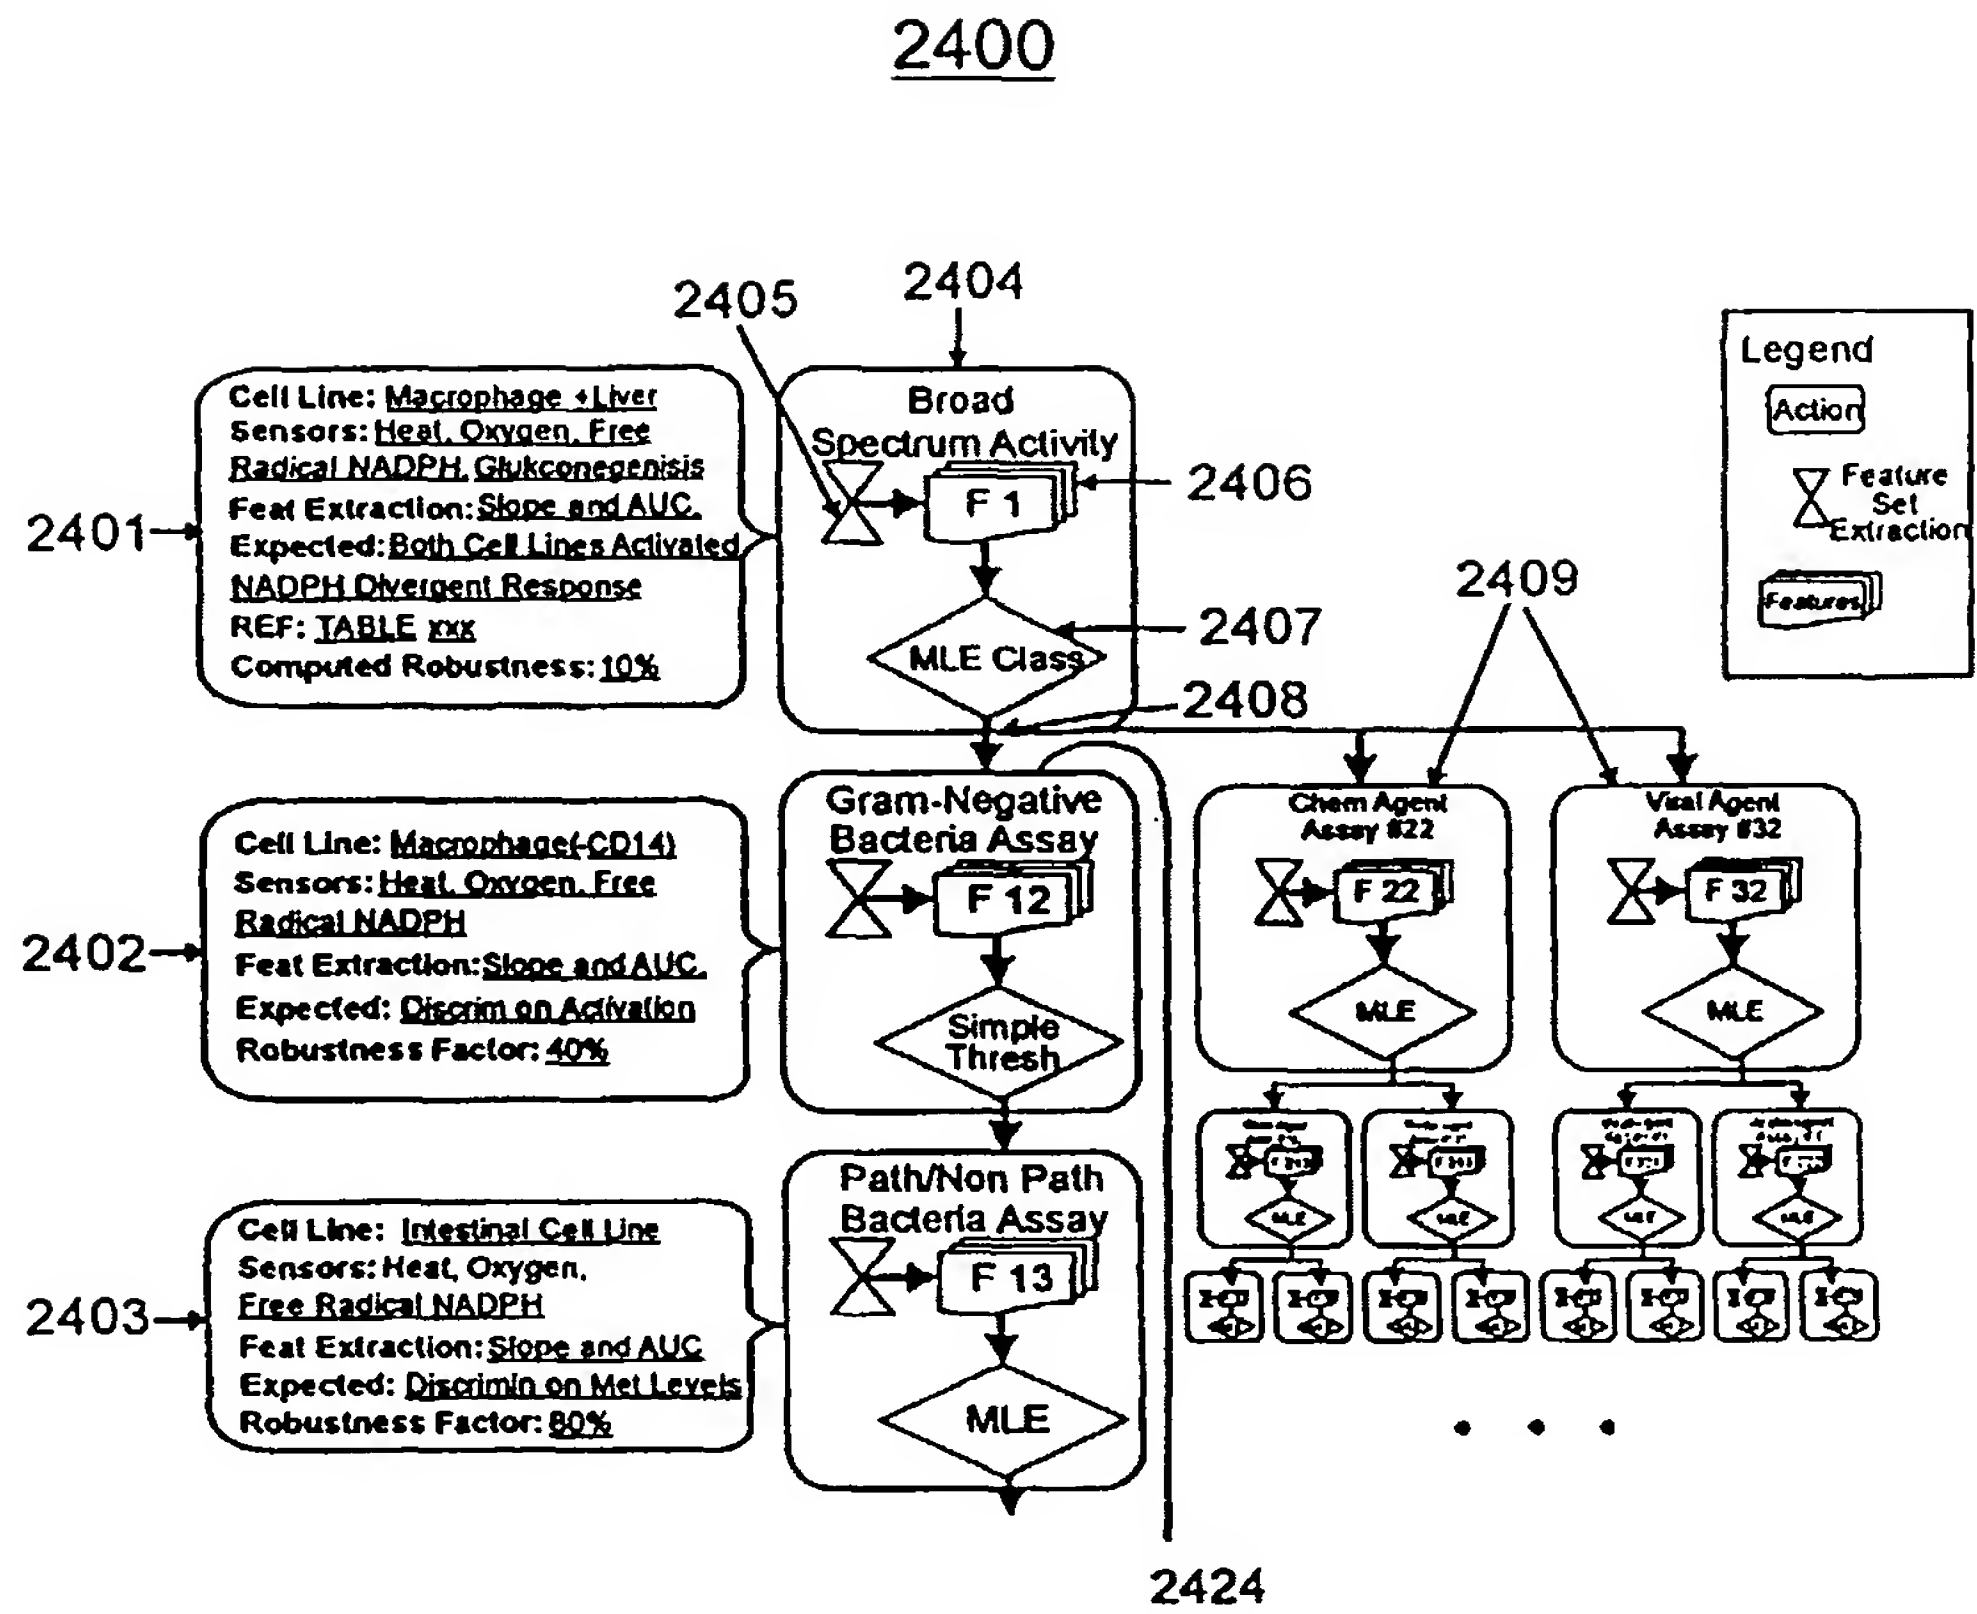 2400
2404
2405
Legend
Action
Feature
Set
Extraction
Features
Cell Line: Macrophage +Liver
Sensors: Heat, Oxygen, Free
Radical NADPH, Glukconegenisis
Feat Extraction: Slope and AUC.
Expected: Both Cell Lines Activated
NADPH Divergent Response
REF: TABLE xxx
Computed Robustness: 10%
2401
Broad
Spectrum Activity
F 1
2406
MLE Class
2407
2408
2409
Cell Line: Macrophage(-CD14)
Sensors: Heat, Oxygen, Free
Radical NADPH
Feat Extraction: Slope and AUC.
Expected: Discrim on Activation
Robustness Factor: 40%
2402
Gram-Negative
Bacteria Assay
F 12
Simple
Thresh
Chem Agent
Assay #22
F 22
MLE
Viral Agent
Assay #32
F 32
MLE
MLE
MLE
MLE
MLE
Cell Line: Intestinal Cell Line
Sensors: Heat, Oxygen,
Free Radical NADPH
Feat Extraction: Slope and AUC
Expected: Discrimin on Met Levels
Robustness Factor: 80%
2403
Path/Non Path
Bacteria Assay
F 13
MLE
. . .
2424